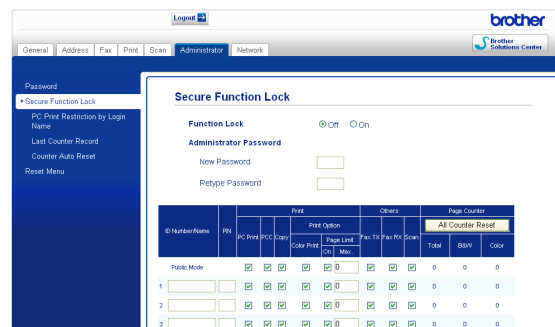 Logout
brother
General Address Fax Print Scan Administrator Network
Brother
Solutions Center
Password
Secure Function Lock
PC Print Restriction by Login
Name
Last Counter Record
Counter Auto Reset
Reset Menu
Secure Function Lock
Function Lock Off On
Administrator Password
New Password
Retype Password
Print Others Page Counter
Print Option All Counter Reset
ID Number/Name PIN PC Print PCC Copy Color Print Page Limit Fax TX Fax RX Scan Total B&W Color
On Max.
Public Mode 0 0 0 0
1 0 0 0 0
2 0 0 0 0
3 0 0 0 0